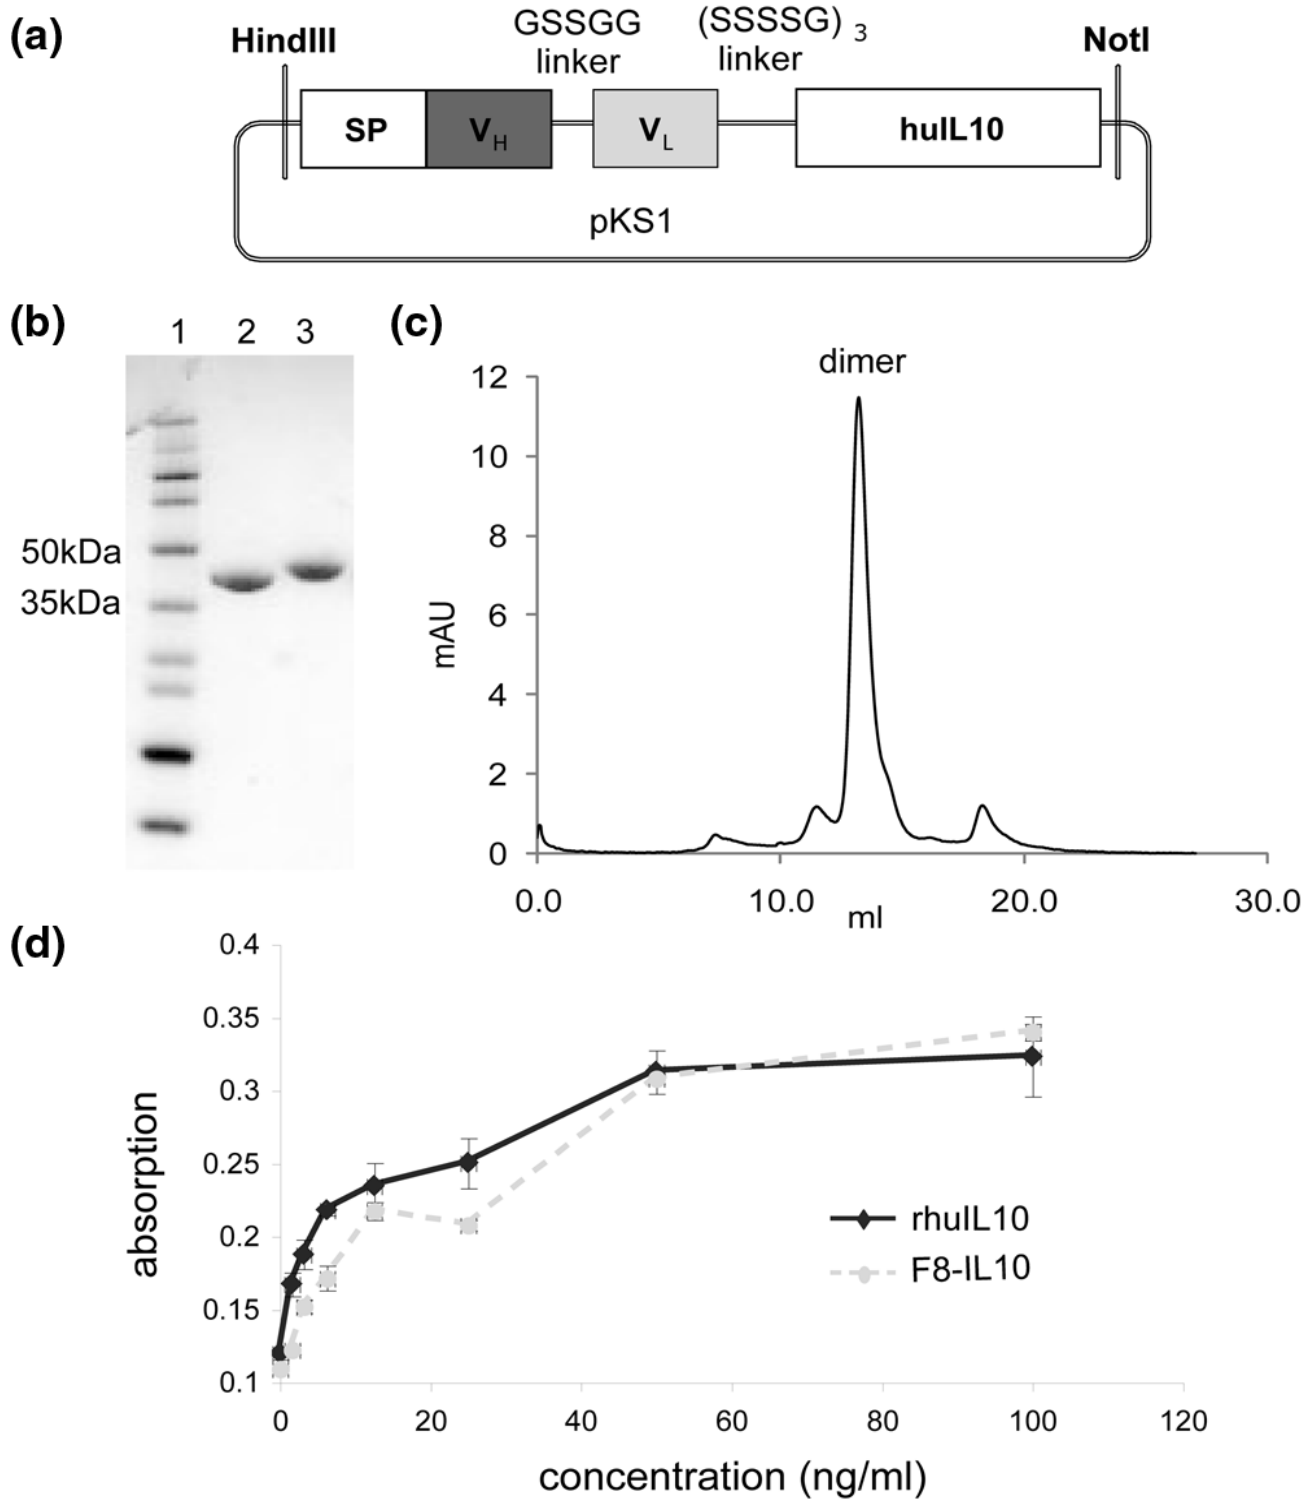 (a)
HindIII
GSSGG
linker
(SSSSG) 3
linker
NotI
SP
VH
VL
huIL10
pKS1
(b)
1 2 3
50kDa
35kDa
(c)
dimer
12
10
8
6
4
2
0
mAU
0.0 10.0 20.0 30.0
ml
(d)
0.4
0.35
0.3
0.25
0.2
0.15
0.1
absorption
rhuIL10
F8-IL10
0 20 40 60 80 100 120
concentration (ng/ml)